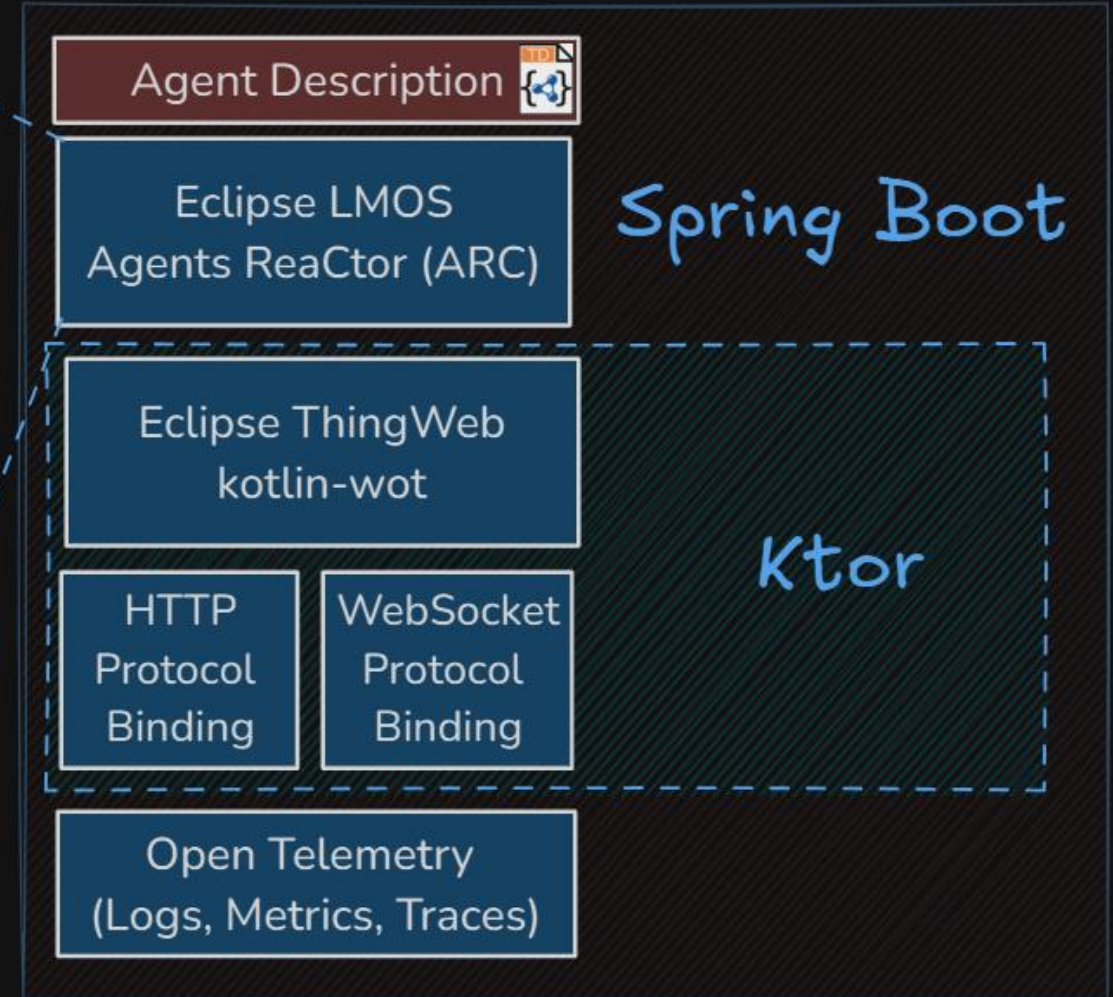 TD
Agent Description
Eclipse LMOS
Agents ReaCtor (ARC)
Spring Boot
Eclipse ThingWeb
kotlin-wot
Ktor
HTTP
Protocol
Binding
WebSocket
Protocol
Binding
Open Telemetry
(Logs, Metrics, Traces)